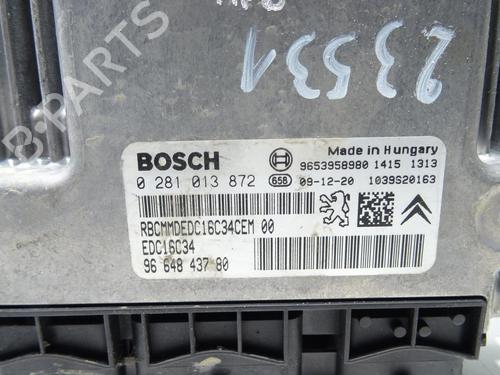 B-PARTS
23531
Made in Hungary
BOSCH
9653958980 1415 1313
0 281 013 872 658 09-12-20 1039S20163
RBCMMDEDC16C34CEM 00
EDC16C34
96 648 437 80